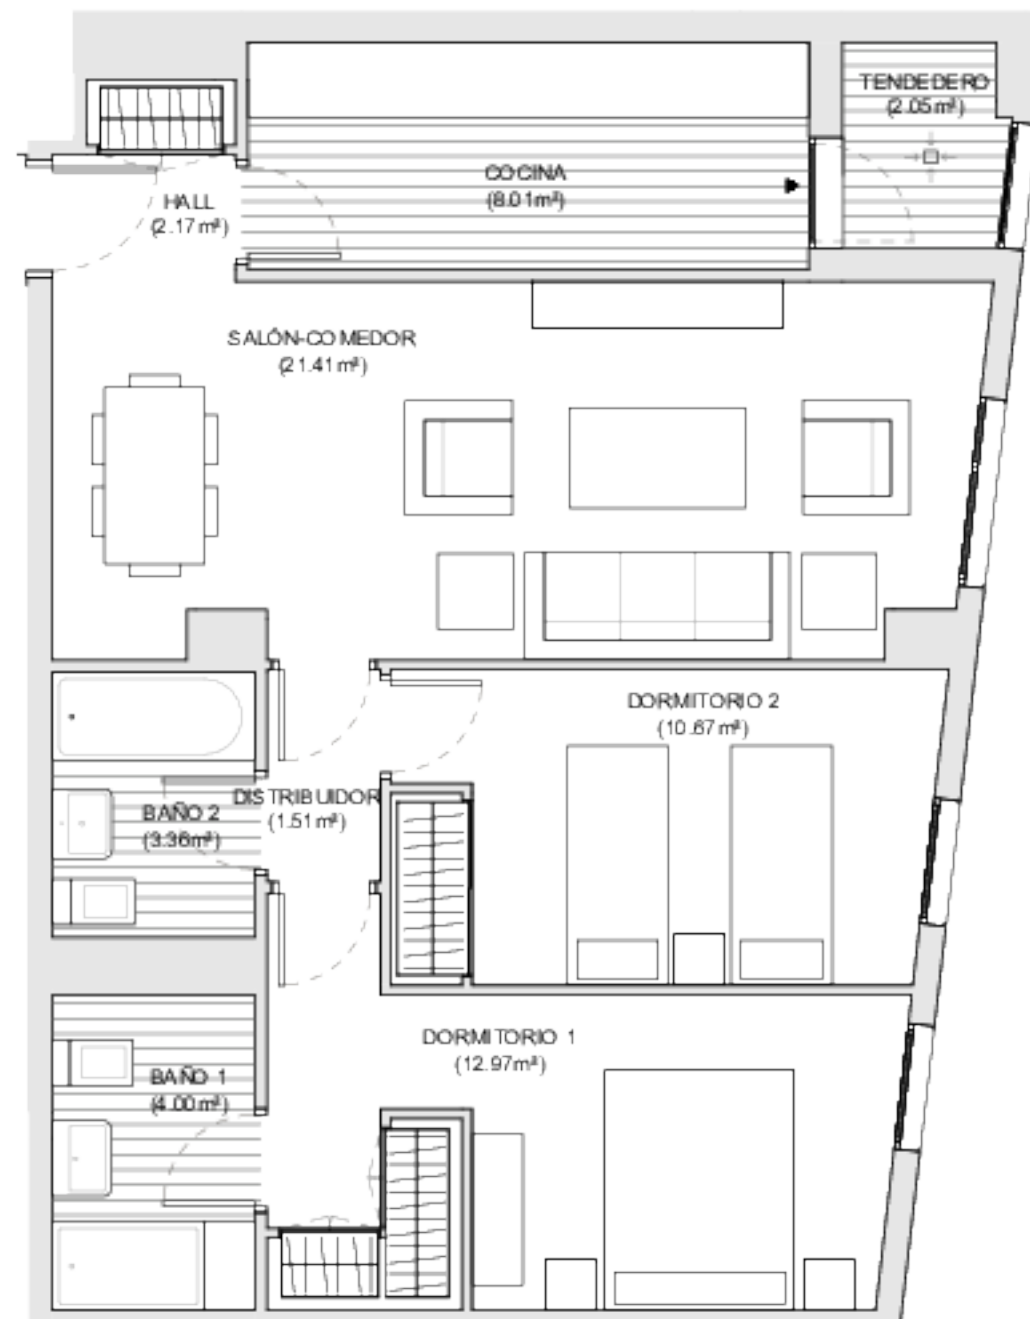 TENDEDERO
(2.05m²)
COCINA
(8.01m²)
HALL
(2.17m²)
SALÓN-COMEDOR
(21.41m²)
DORMITORIO 2
(10.67m²)
DISTRIBUIDOR
(1.51m²)
BAÑO 2
(3.36m²)
DORMITORIO 1
(12.97m²)
BAÑO 1
(4.00m²)